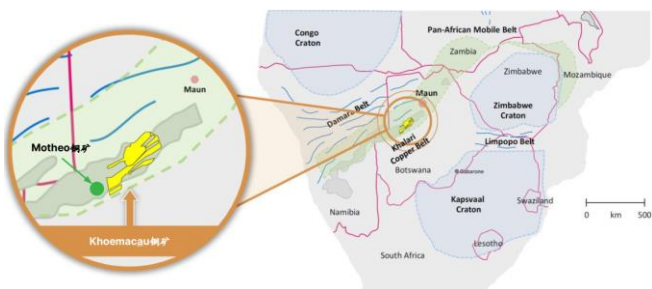 Maun
Motheo铜矿
Khoemacau铜矿
Congo
Craton
Pan-African Mobile Belt
Zambia
Zimbabwe
Mozambique
Maun
Damara Belt
Zimbabwe
Craton
Khalari
Copper Belt
Limpopo Belt
Botswana
Gaborone
Namibia
Kapsvaal
Craton
Swaziland
South Africa
Lesotho
0 km 500